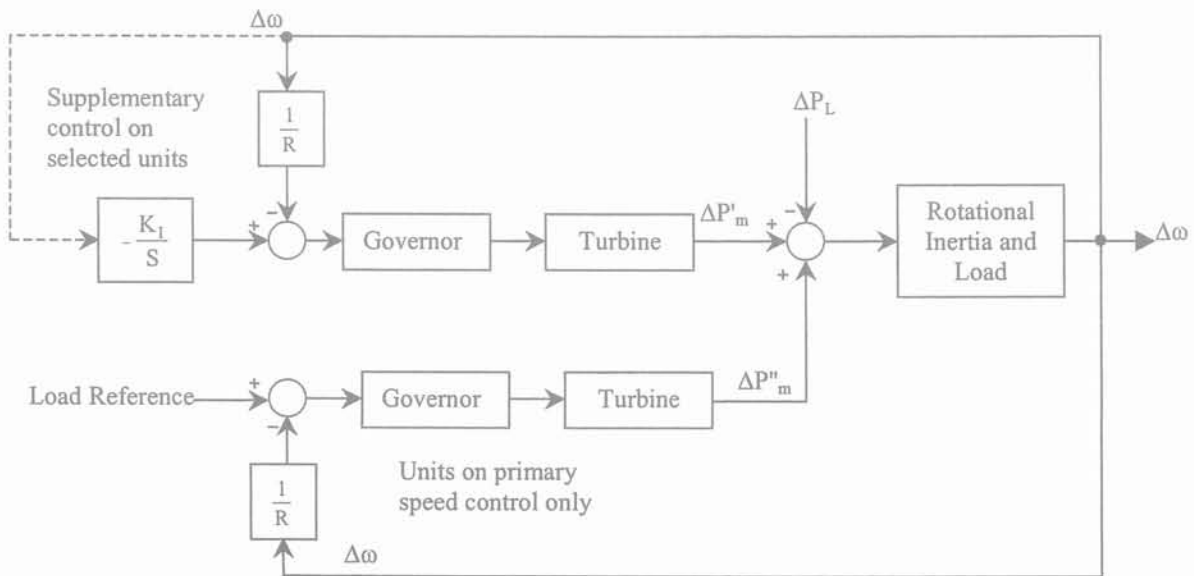 Δω
Supplementary
control on
selected units
1
R
ΔP_L
-
K_I
S
+
-
Governor
Turbine
ΔP'_m
-
+
+
Rotational
Inertia and
Load
Δω
Load Reference
+
-
Governor
Turbine
ΔP"_m
1
R
Units on primary
speed control only
Δω